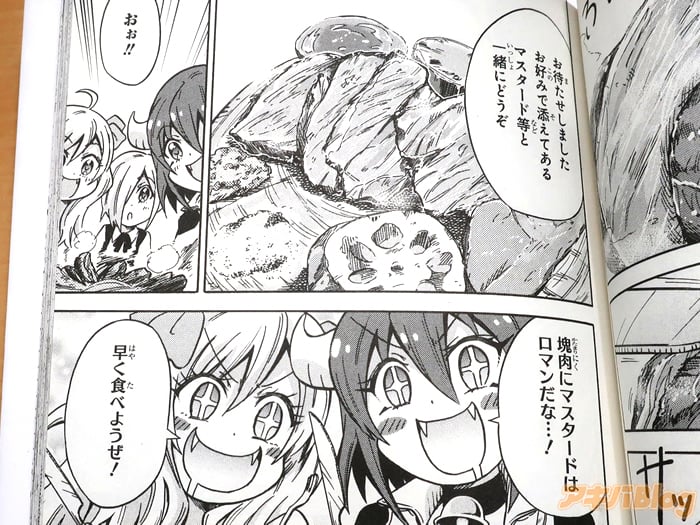 お待たせしました
お好みで添えてある
マスタード等と
一緒にどうぞ
おぉ!!
塊肉にマスタードは
ロマンだな…!
早く食べようぜ!
アキバBlog